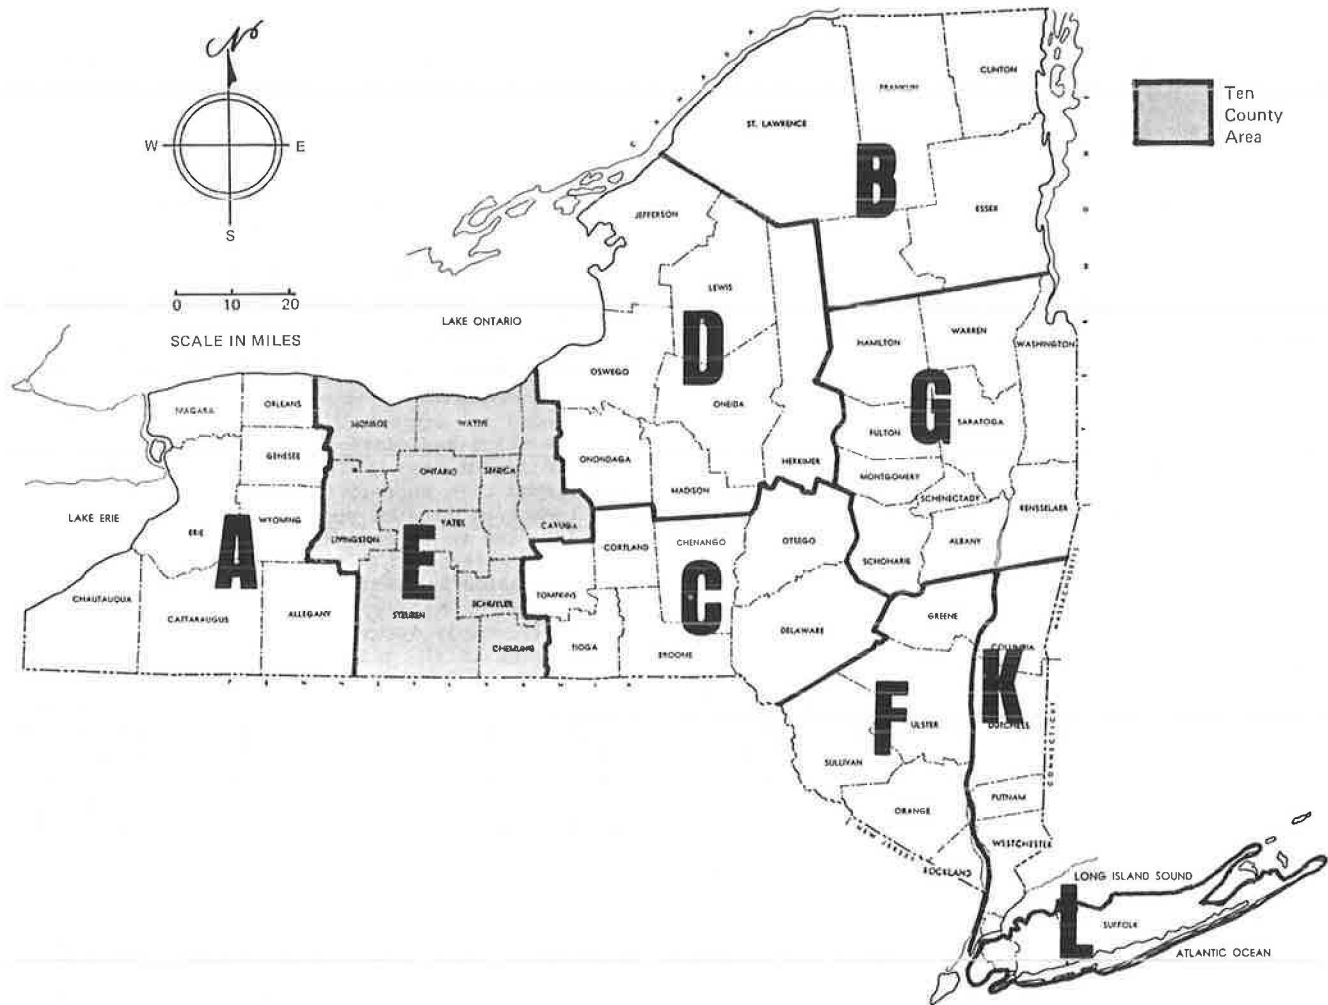 N
W
E
S
0 10 20
SCALE IN MILES
Ten
County
Area
CLINTON
FRANKLIN
ST. LAWRENCE
B
ESSEX
JEFFERSON
LEWIS
D
LAKE ONTARIO
HAMILTON
WARREN
WASHINGTON
OSWEGO
ONEIDA
G
SARATOGA
FULTON
NIAGARA
ORLEANS
MONROE
WAYNE
GENESEE
ONTARIO
SENECA
ONONDAGA
HERKIMER
MONTGOMERY
MADISON
SCHENECTADY
RENSSELAER
LAKE ERIE
ERIE
WYOMING
A
LIVINGSTON
YATES
E
CAYUGA
CORTLAND
CHENANGO
C
OTSEGO
SCHOHARIE
ALBANY
CHAUTAUQUA
CATTARAUGUS
ALLEGANY
STEUBEN
SCHUYLER
TOMPKINS
CHEMUNG
TIOGA
BROOME
DELAWARE
GREENE
COLUMBIA
K
MASSACHUSETTS
F
ULSTER
DUTCHESS
CONNECTICUT
SULLIVAN
ORANGE
PUTNAM
NEW JERSEY
WESTCHESTER
ROCKLAND
LONG ISLAND SOUND
L
SUFFOLK
ATLANTIC OCEAN